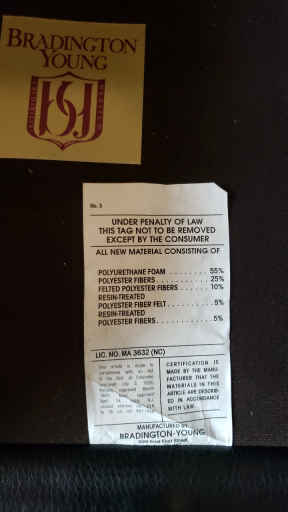 BRADINGTON
YOUNG
No. 5
UNDER PENALTY OF LAW
THIS TAG NOT TO BE REMOVED
EXCEPT BY THE CONSUMER
ALL NEW MATERIAL CONSISTING OF
POLYURETHANE FOAM ........ 55%
POLYESTER FIBERS ........... 25%
FELTED POLYESTER FIBERS ...... 10%
RESIN-TREATED
POLYESTER FIBER FELT .......... 5%
RESIN-TREATED
POLYESTER FIBERS ............. 5%
LIC. NO. MA 3632 (NC)
CERTIFICATION IS
MADE BY THE MANU-
FACTURER THAT THE
MATERIALS IN THIS
ARTICLE ARE DESCRIB-
ED IN ACCORDANCE
WITH LAW.
MANUFACTURED BY
BRADINGTON-YOUNG